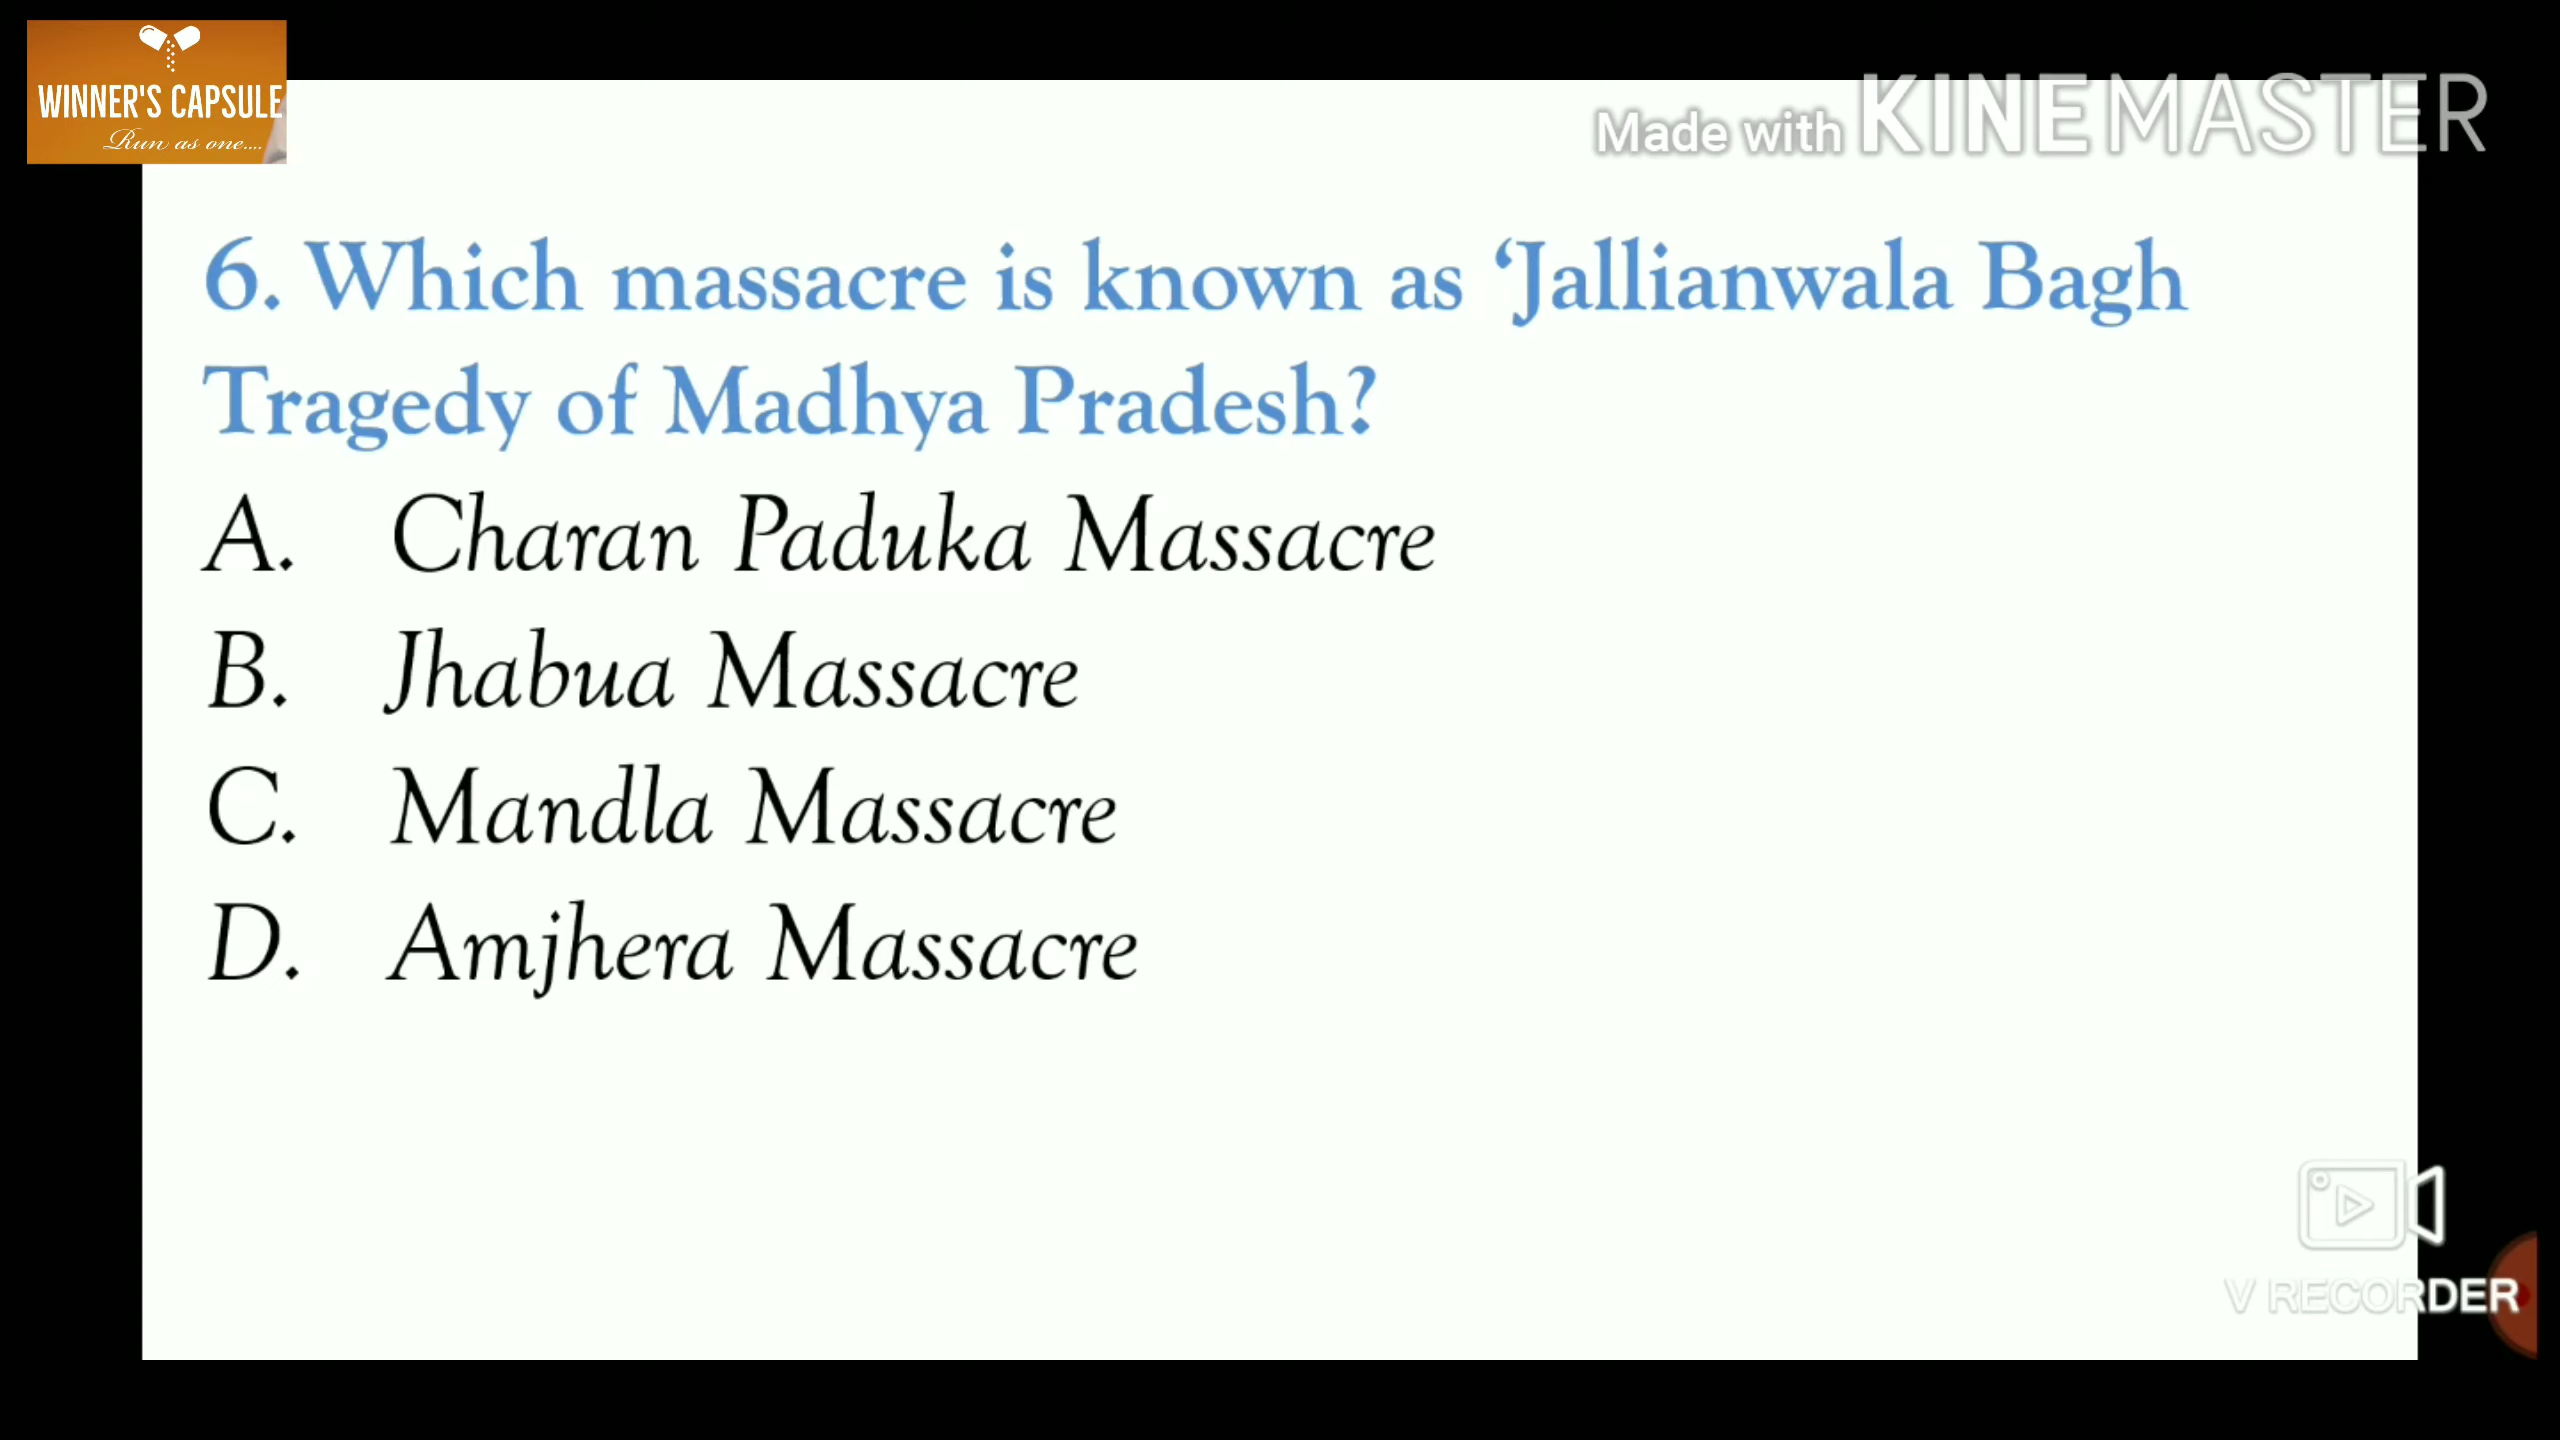 WINNER'S CAPSULE
Run as one....
Made with KINEMASTER
6. Which massacre is known as ‘Jallianwala Bagh
Tragedy of Madhya Pradesh?
A. Charan Paduka Massacre
B. Jhabua Massacre
C. Mandla Massacre
D. Amjhera Massacre
V RECORDER